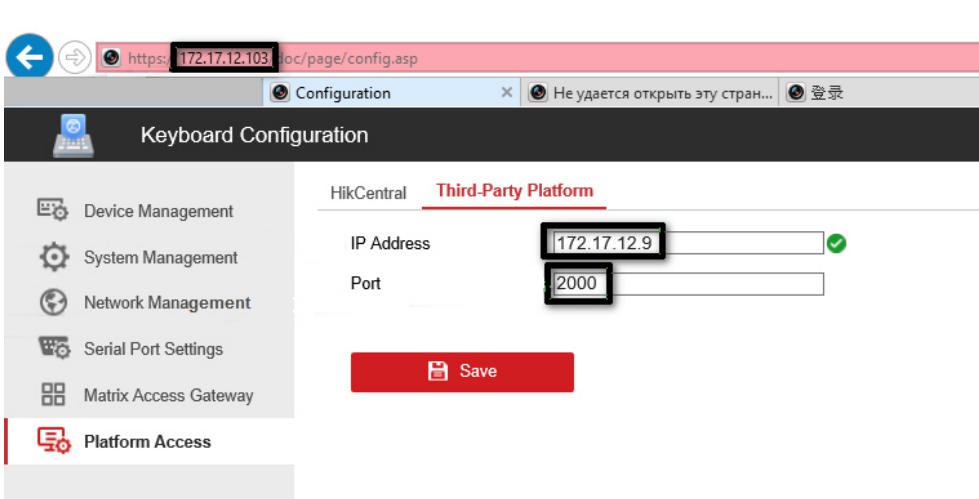 https://172.17.12.103/doc/page/config.asp
Configuration
Не удается открыть эту стран...
登录
Keyboard Configuration
HikCentral
Third-Party Platform
Device Management
IP Address
172.17.12.9
System Management
Port
2000
Network Management
Serial Port Settings
Save
Matrix Access Gateway
Platform Access